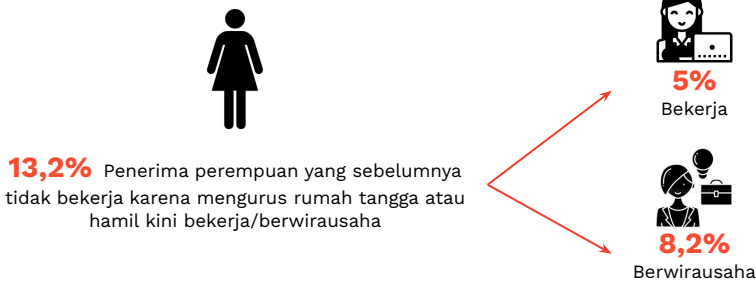 13,2% Penerima perempuan yang sebelumnya
tidak bekerja karena mengurus rumah tangga atau
hamil kini bekerja/berwirausaha
5%
Bekerja
8,2%
Berwirausaha